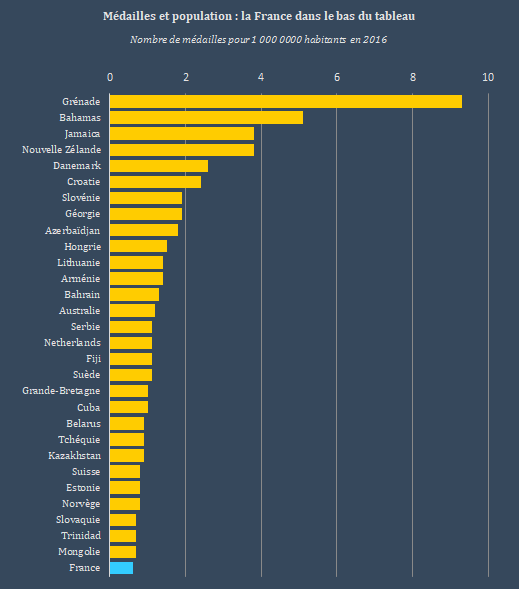 Médailles et population : la France dans le bas du tableau
Nombre de médailles pour 1 000 0000 habitants en 2016
0 2 4 6 8 10
Grénade
Bahamas
Jamaica
Nouvelle Zélande
Danemark
Croatie
Slovénie
Géorgie
Azerbaïdjan
Hongrie
Lithuanie
Arménie
Bahrain
Australie
Serbie
Netherlands
Fiji
Suède
Grande-Bretagne
Cuba
Belarus
Tchéquie
Kazakhstan
Suisse
Estonie
Norvège
Slovaquie
Trinidad
Mongolie
France